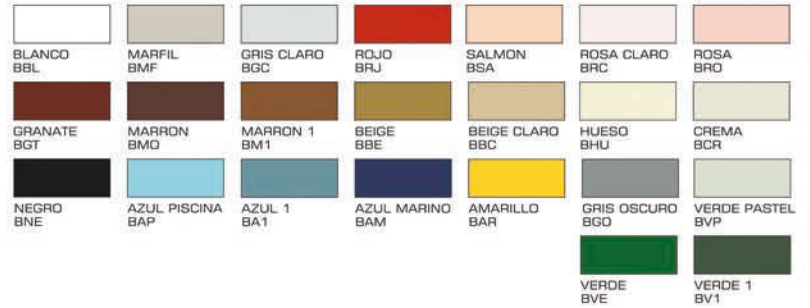 BLANCO
BBL
MARFIL
BMF
GRIS CLARO
BGC
ROJO
BRJ
SALMON
BSA
ROSA CLARO
BRC
ROSA
BRO
GRANATE
BGT
MARRON
BMO
MARRON 1
BM1
BEIGE
BBE
BEIGE CLARO
BBC
HUESO
BHU
CREMA
BCR
NEGRO
BNE
AZUL PISCINA
BAP
AZUL 1
BA1
AZUL MARINO
BAM
AMARILLO
BAR
GRIS OSCURO
BGO
VERDE PASTEL
BVP
VERDE
BVE
VERDE 1
BV1